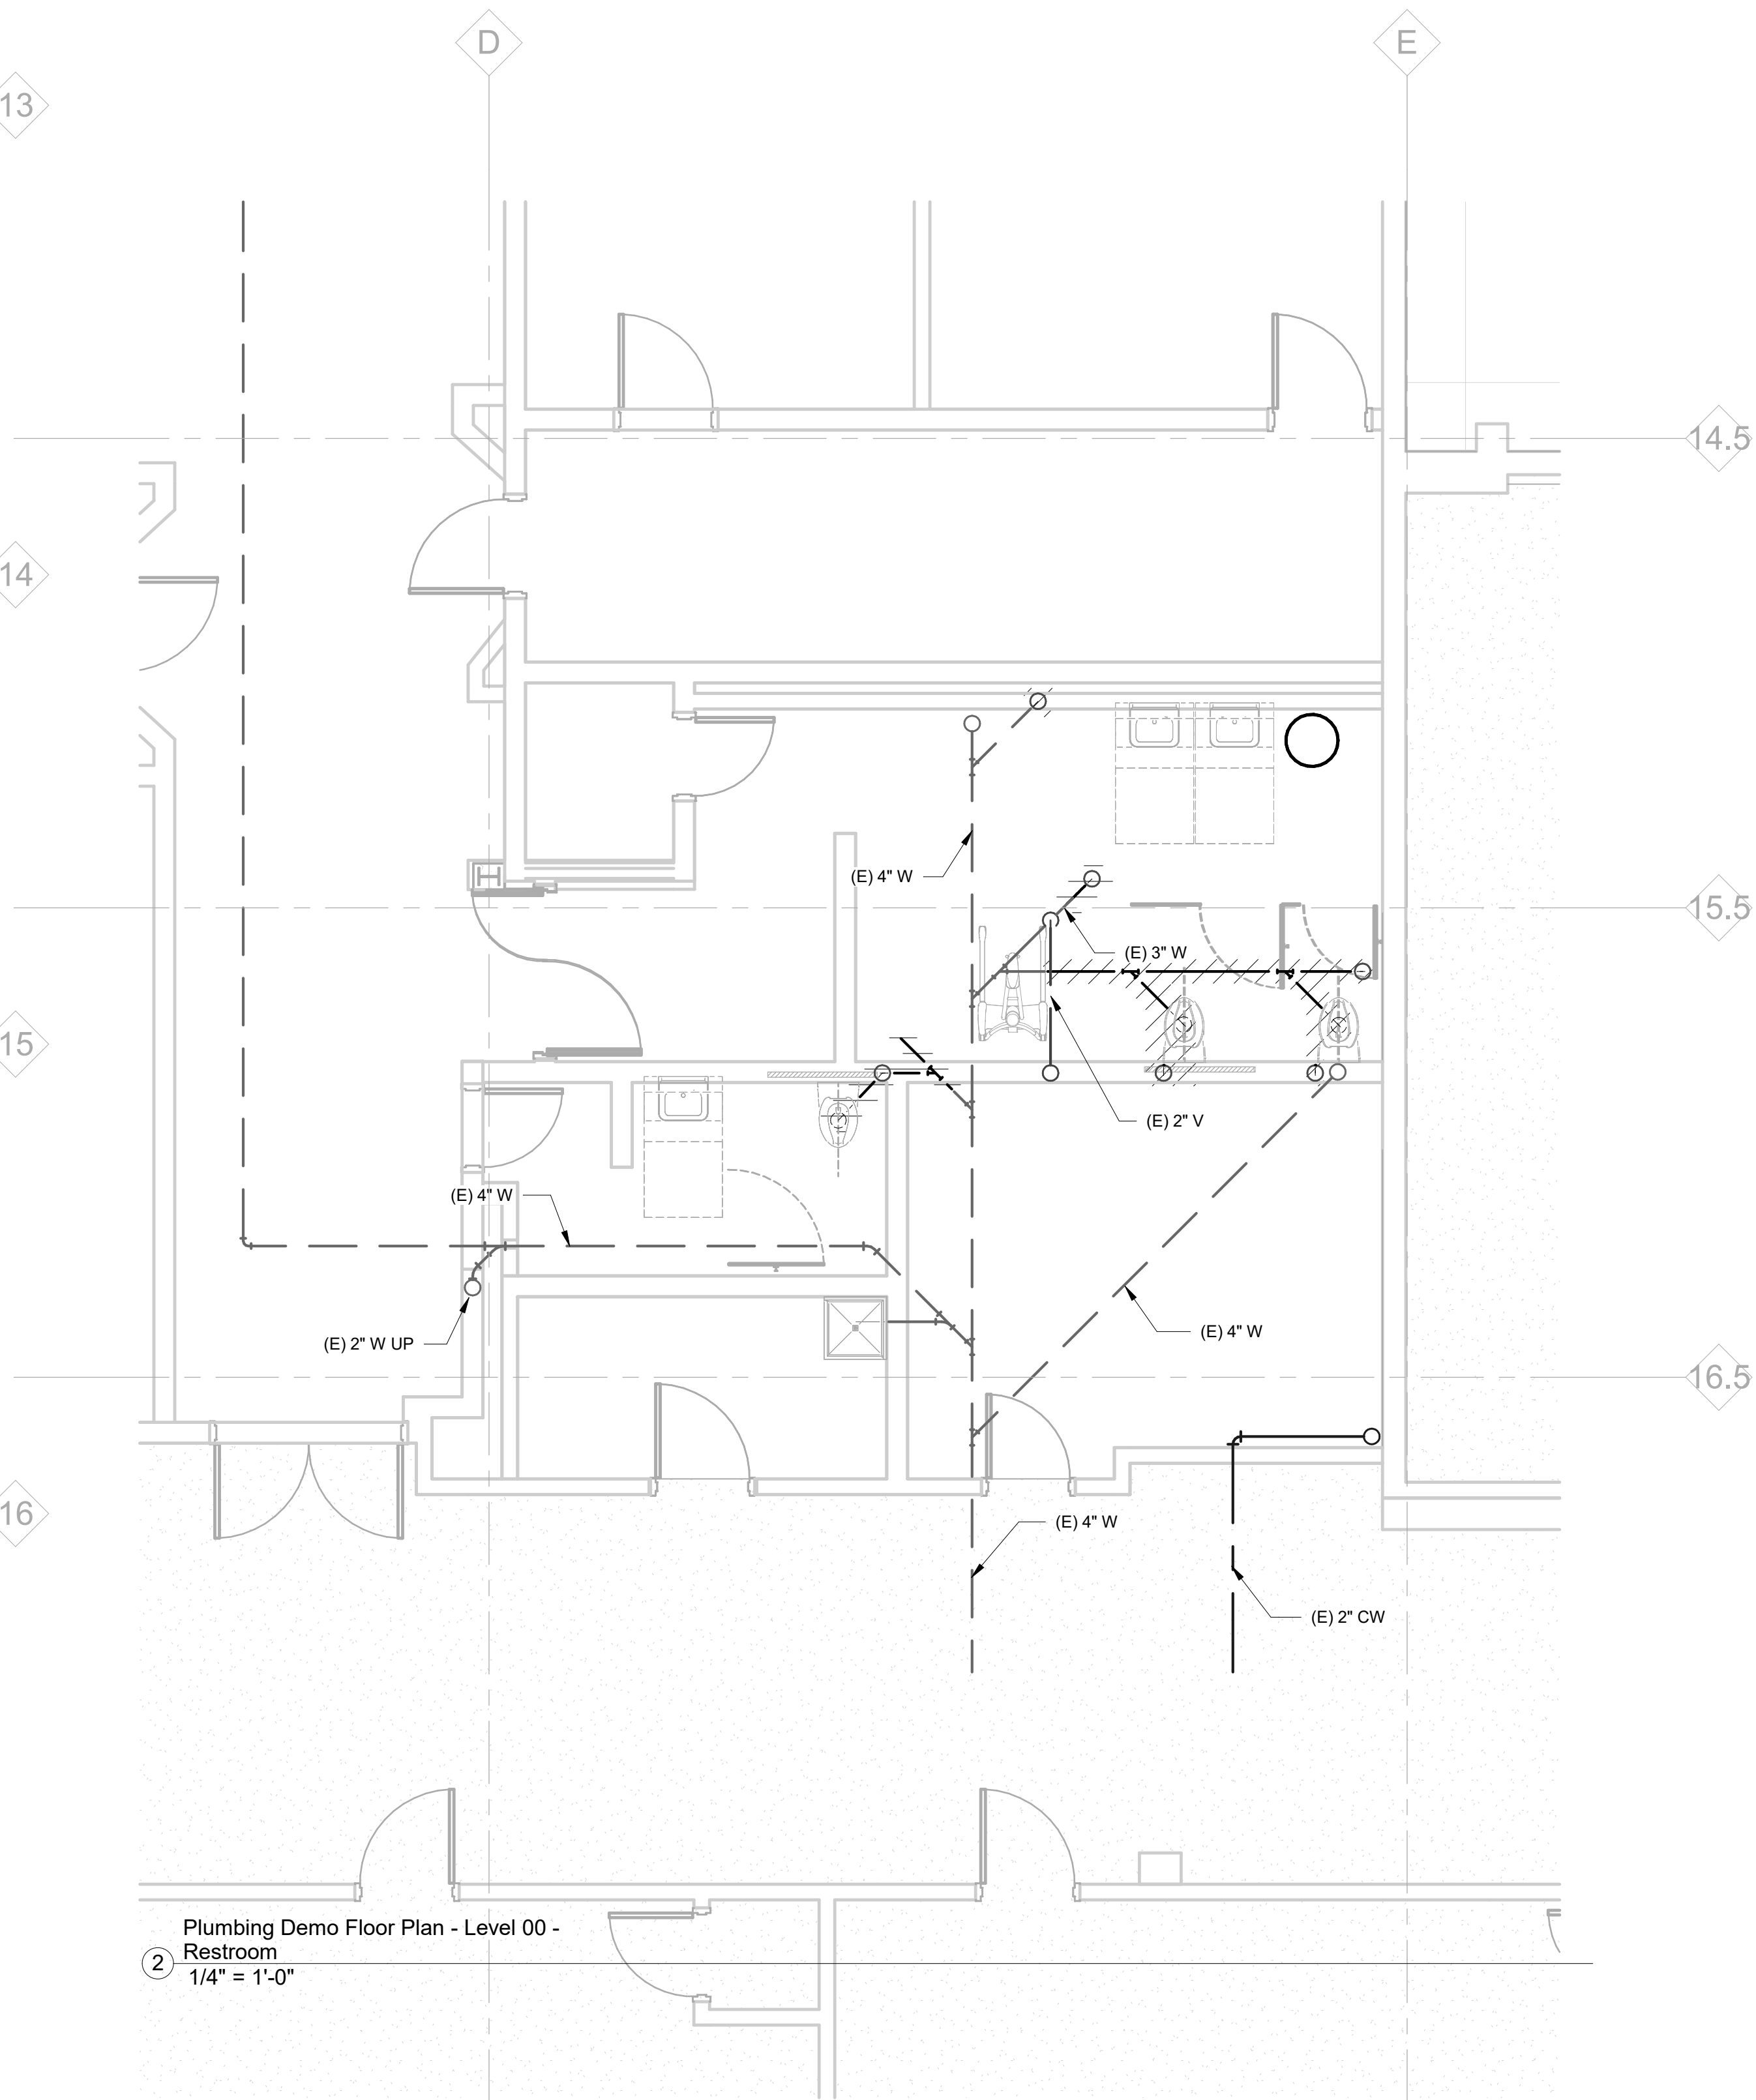 D
E
13
14.5
14
(E) 4" W
15.5
(E) 3" W
15
(E) 2" V
(E) 4" W
(E) 4" W
(E) 2" W UP
16.5
16
(E) 4" W
(E) 2" CW
Plumbing Demo Floor Plan - Level 00 -
Restroom
2
1/4" = 1'-0"